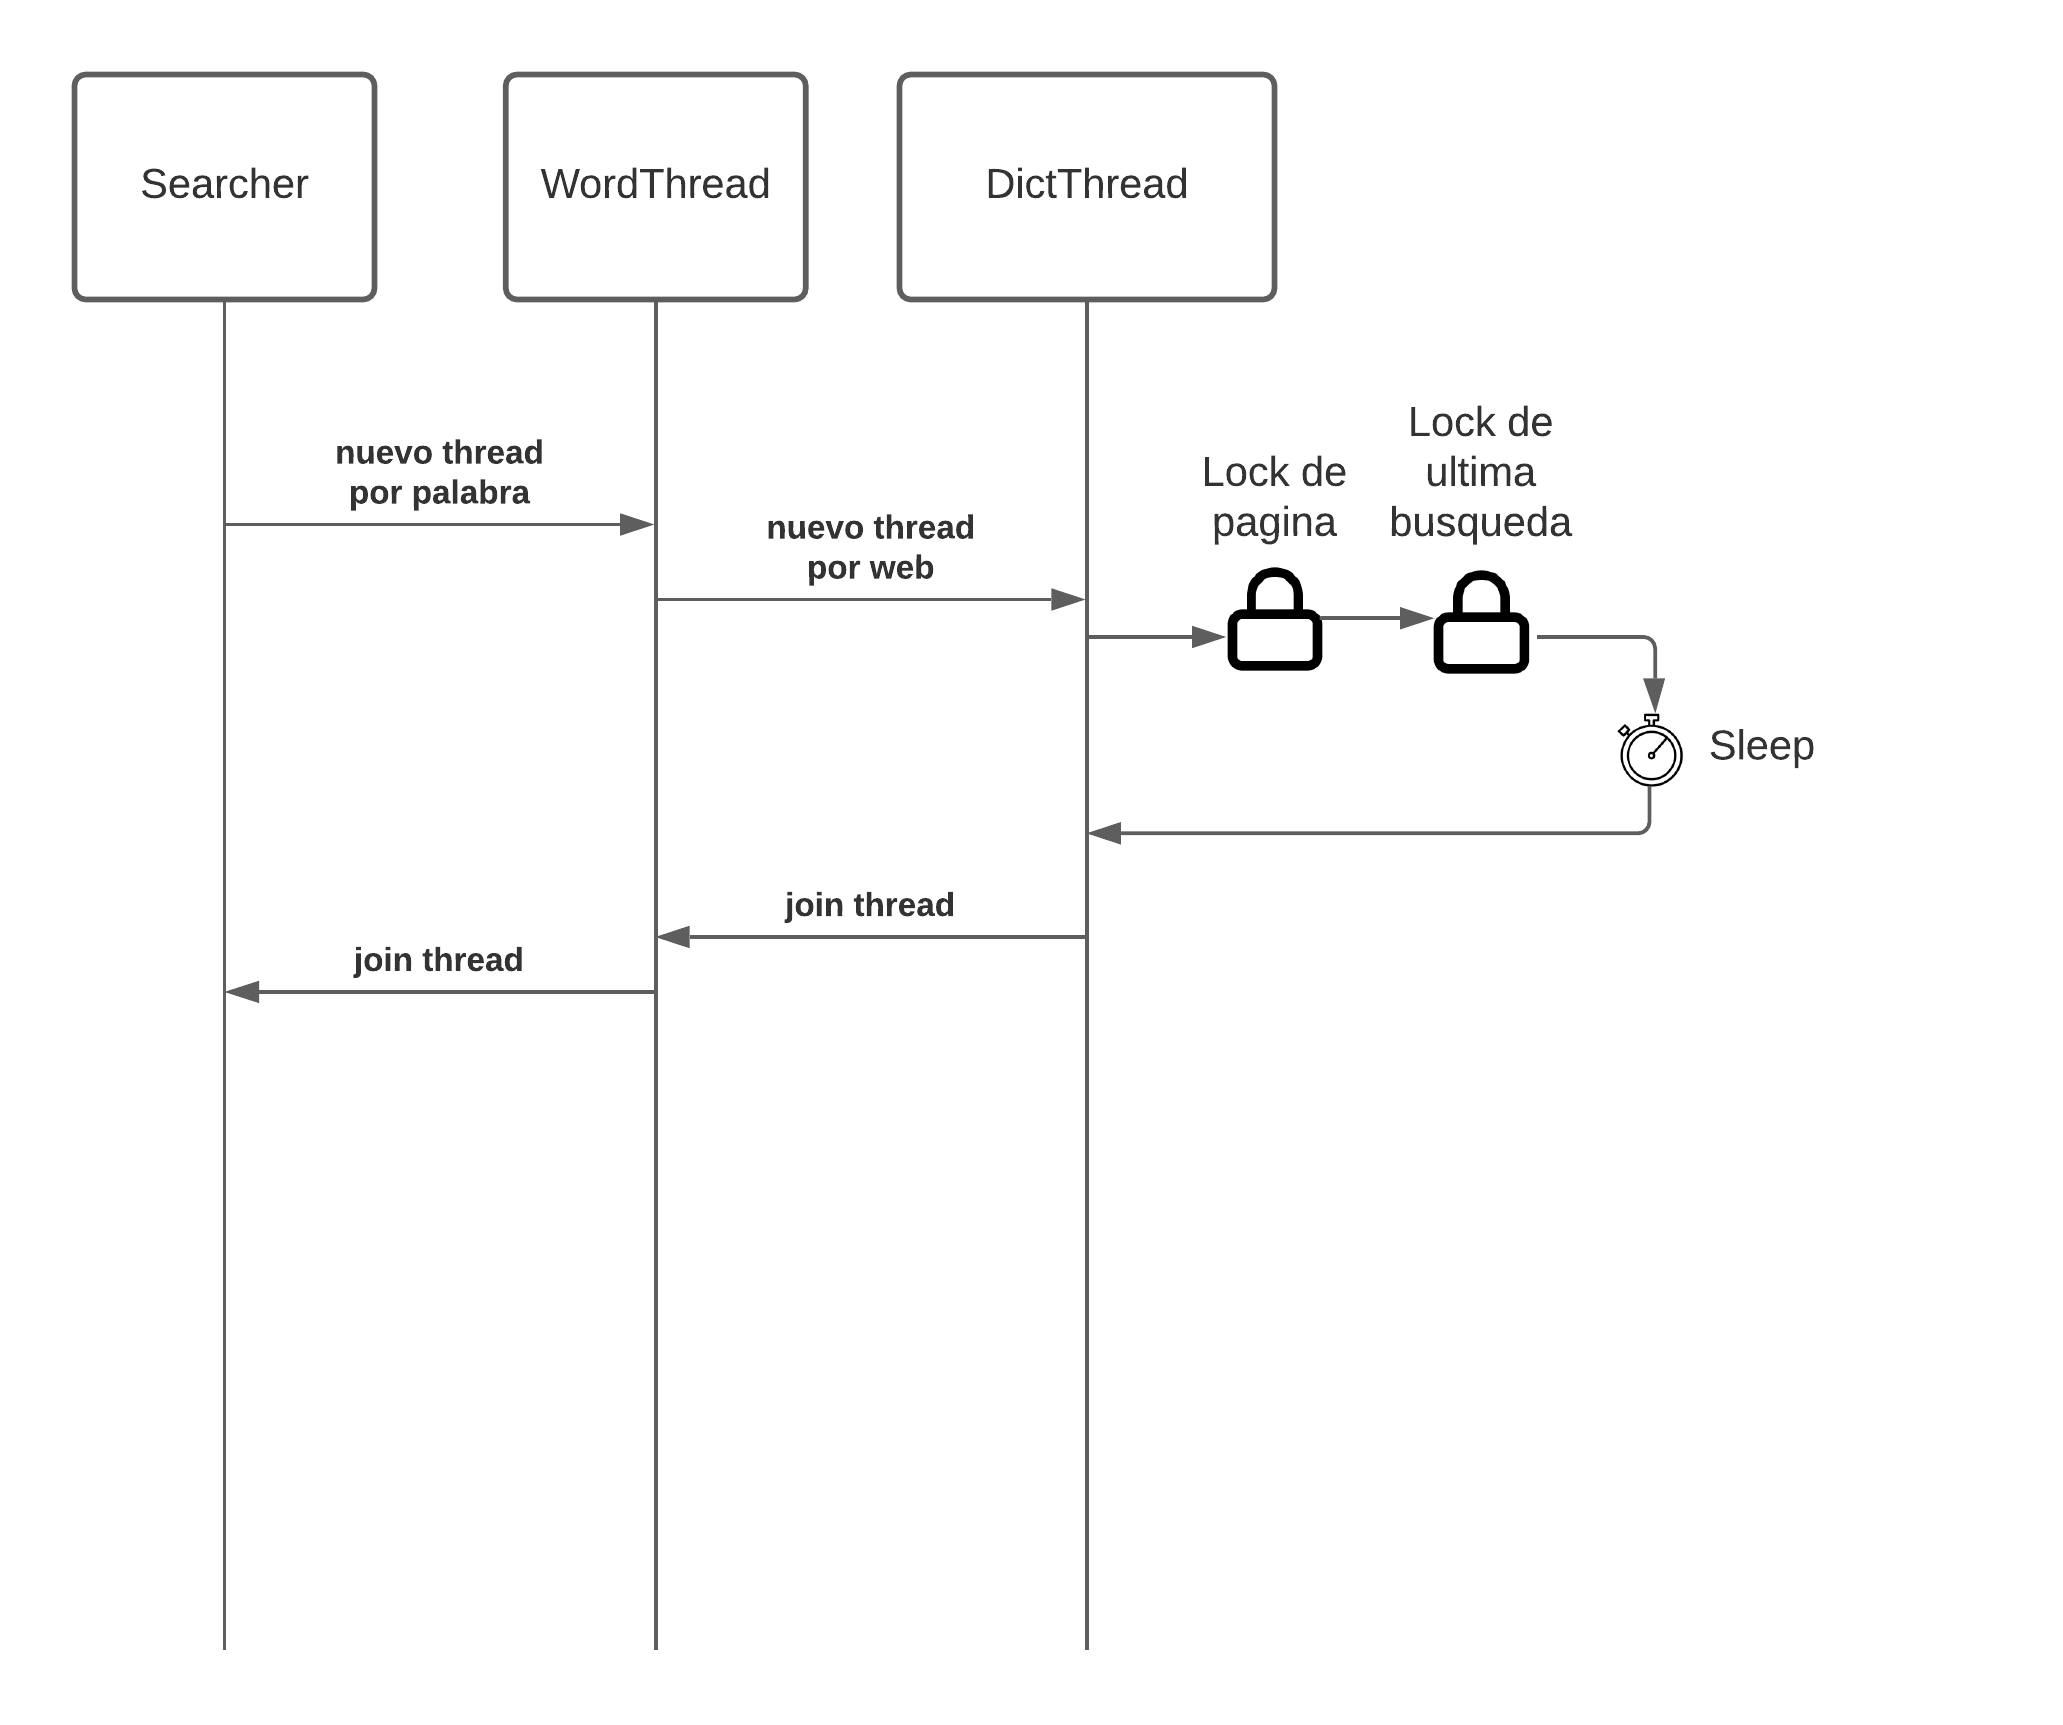 Searcher
WordThread
DictThread
nuevo thread
por palabra
nuevo thread
por web
Lock de
pagina
Lock de
ultima
busqueda
Sleep
join thread
join thread